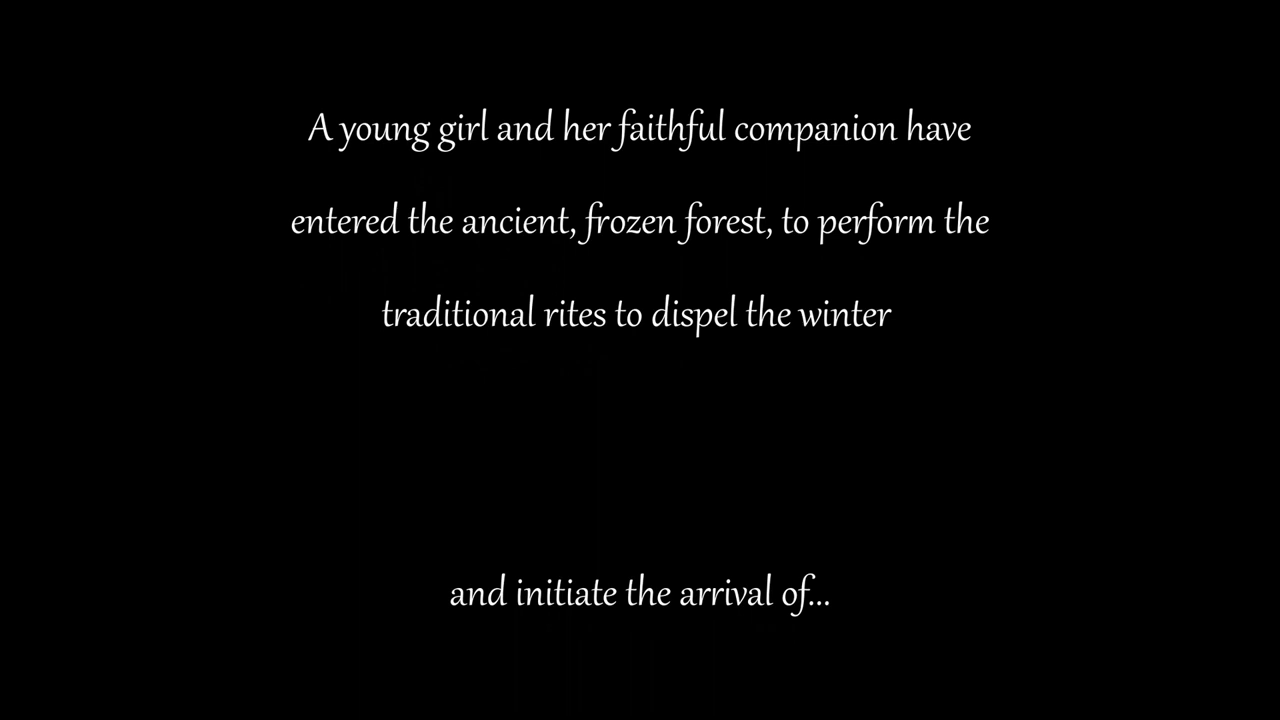 A young girl and her faithful companion have
entered the ancient, frozen forest, to perform the
traditional rites to dispel the winter
and initiate the arrival of...